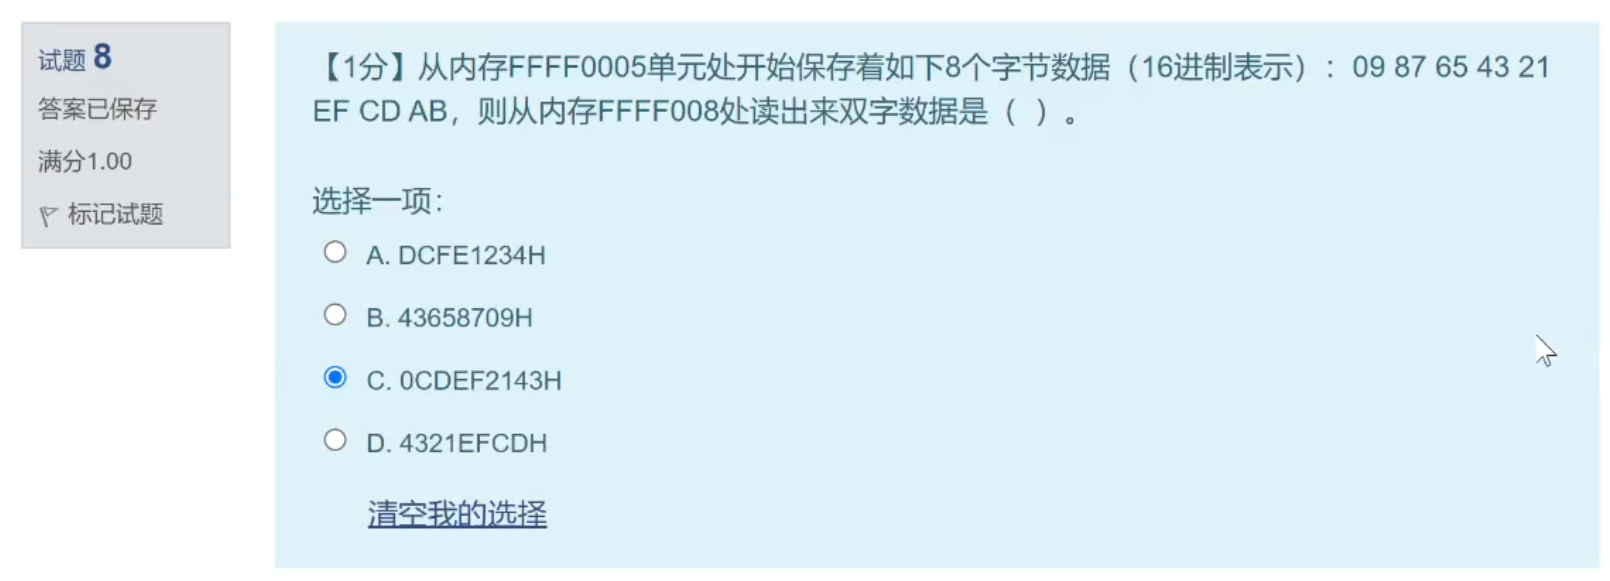 试题 8
答案已保存
满分1.00
标记试题
【1分】从内存FFFF0005单元处开始保存着如下8个字节数据（16进制表示）：09 87 65 43 21
EF CD AB，则从内存FFFF008处读出来双字数据是（ ）。
选择一项：
A. DCFE1234H
B. 43658709H
C. 0CDEF2143H
D. 4321EFCDH
清空我的选择